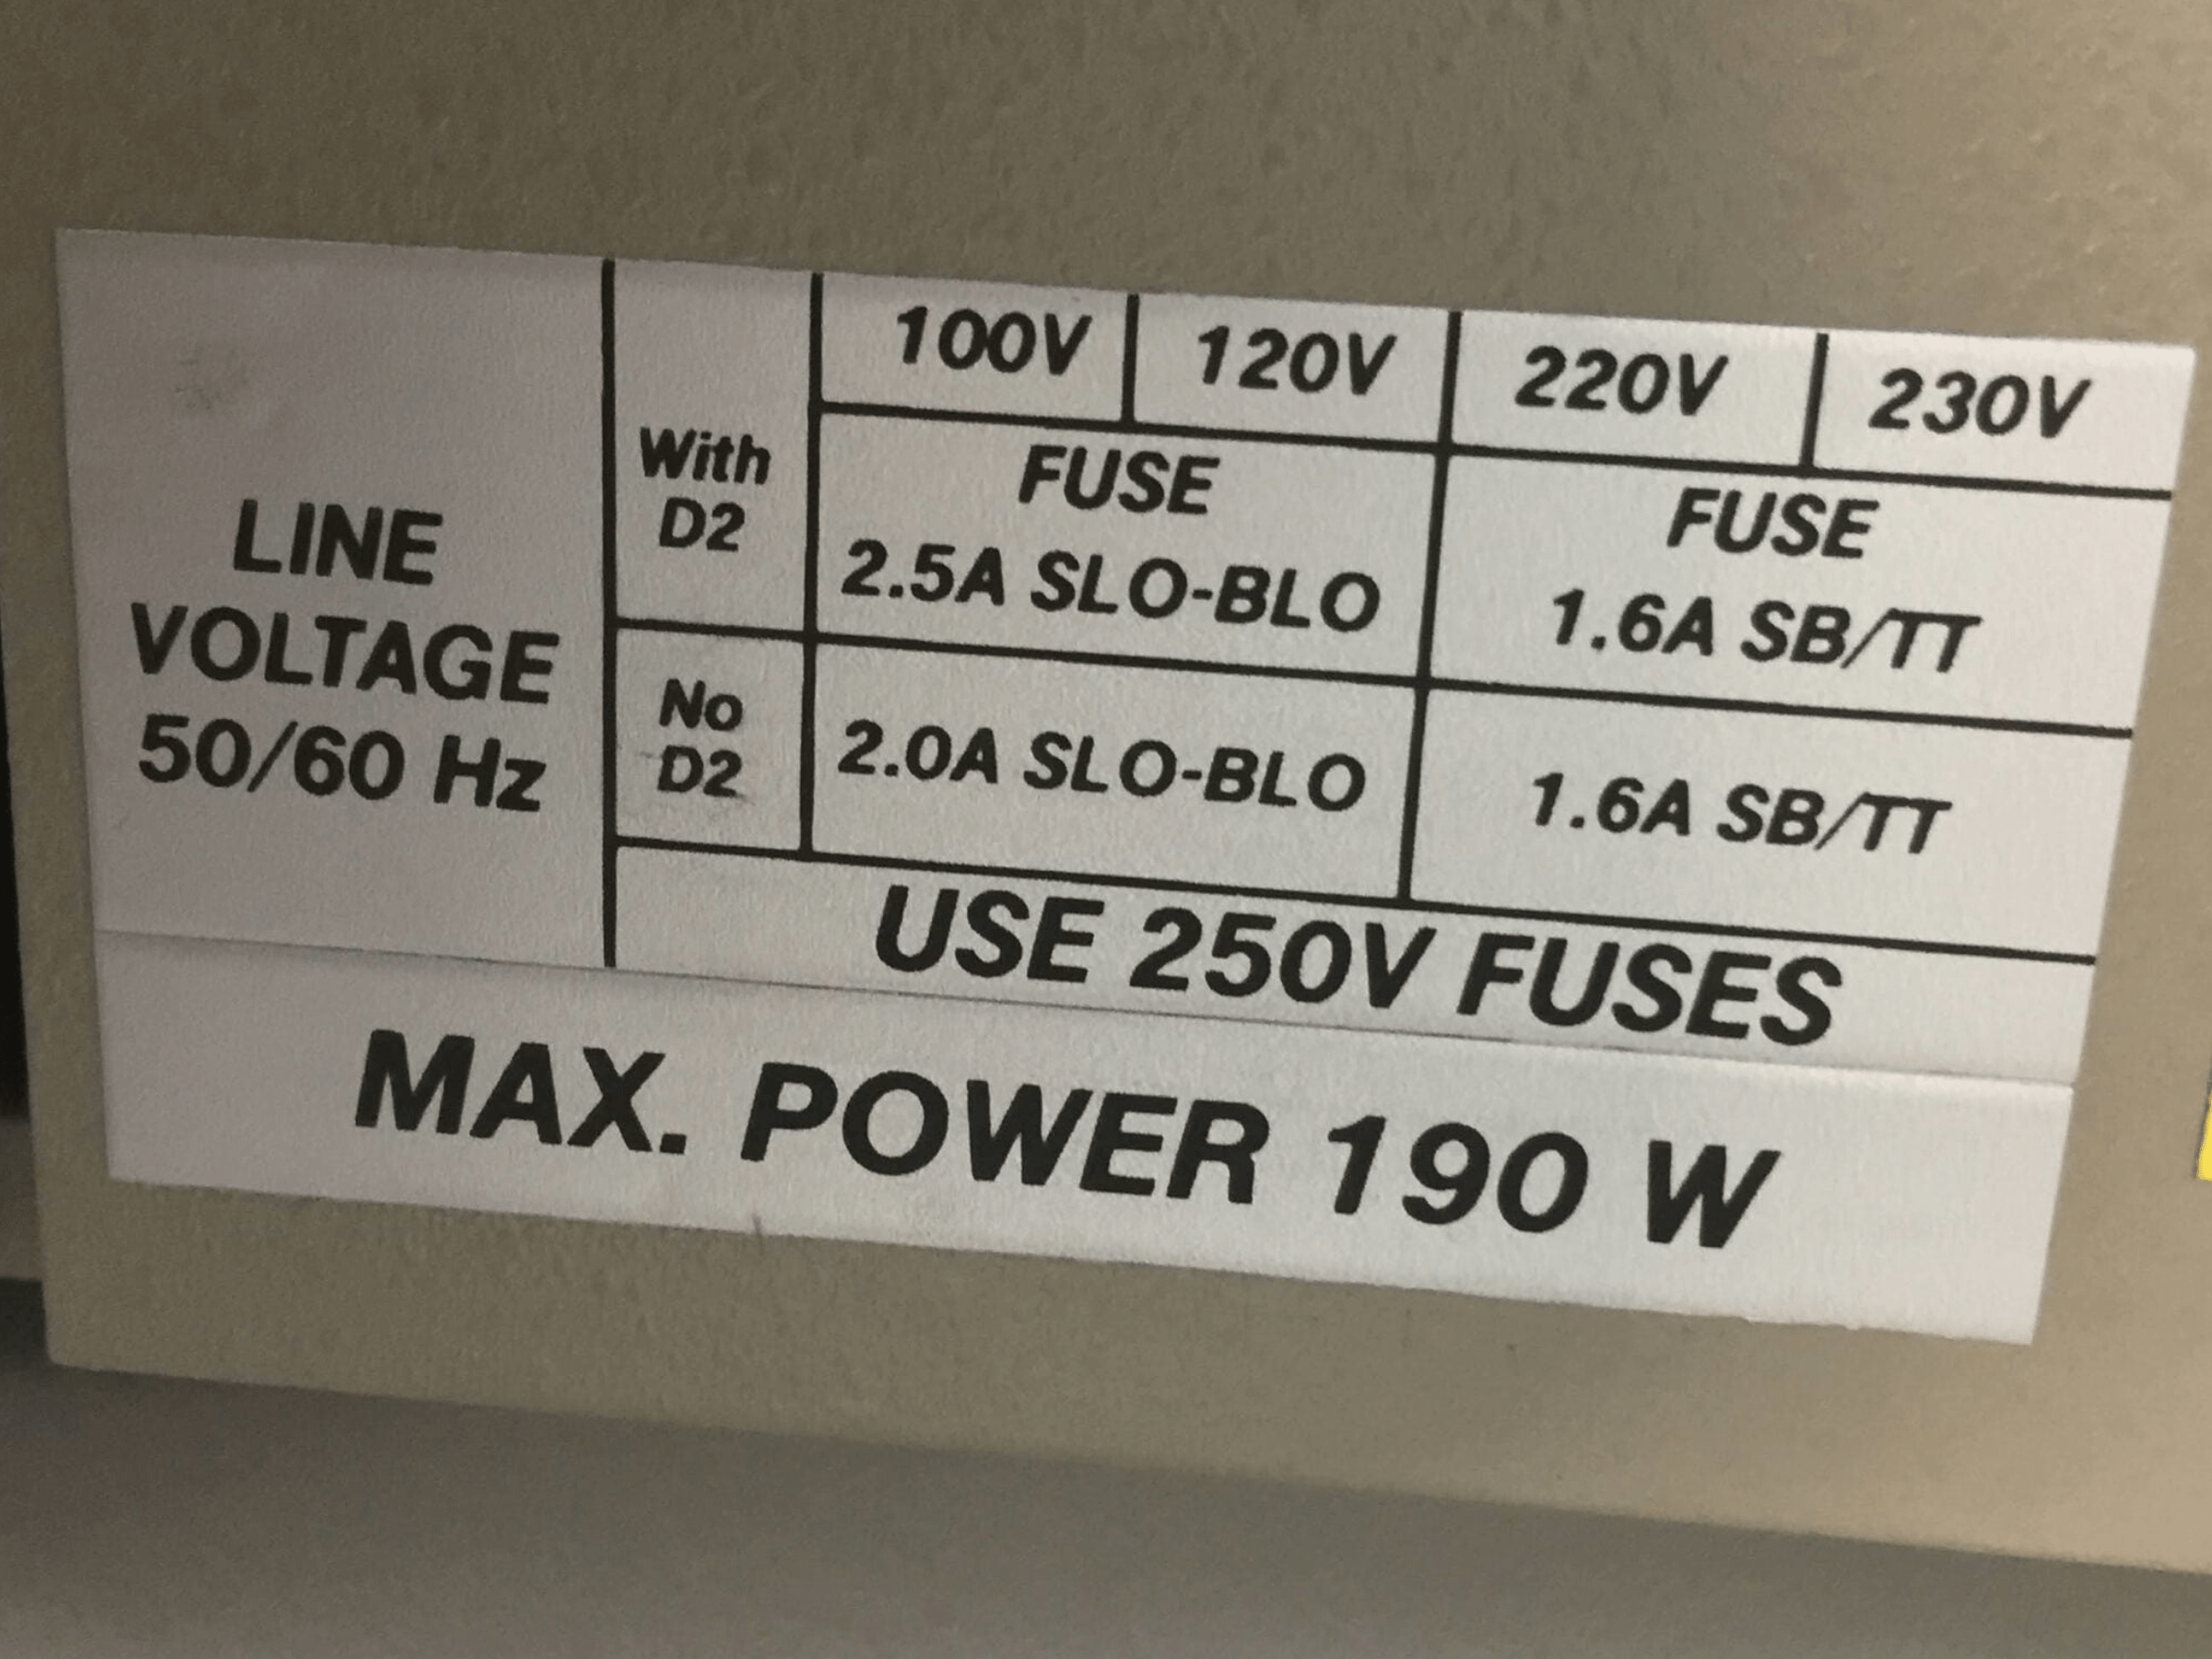 100V 120V 220V 230V
With
D2
FUSE
2.5A SLO-BLO
FUSE
1.6A SB/TT
LINE
VOLTAGE
50/60 Hz
No
D2
2.0A SLO-BLO
1.6A SB/TT
USE 250V FUSES
MAX. POWER 190 W